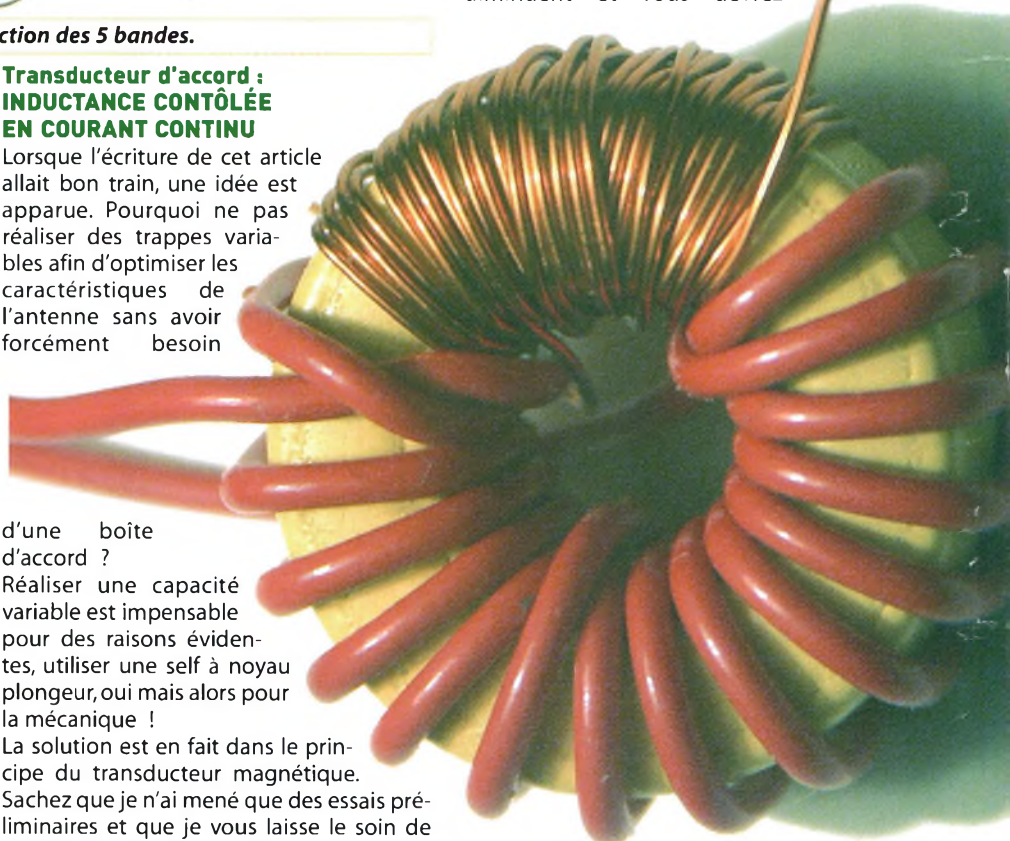 ction des 5 bandes.
Transducteur d'accord :
INDUCTANCE CONTÔLÉE
EN COURANT CONTINU
Lorsque l'écriture de cet article
allait bon train, une idée est
apparue. Pourquoi ne pas
réaliser des trappes varia-
bles afin d'optimiser les
caractéristiques de
l'antenne sans avoir
forcément besoin
d'une boîte
d'accord ?
Réaliser une capacité
variable est impensable
pour des raisons éviden-
tes, utiliser une self à noyau
plongeur, oui mais alors pour
la mécanique !
La solution est en fait dans le prin-
cipe du transducteur magnétique.
Sachez que je n'ai mené que des essais pré-
liminaires et que je vous laisse le soin de